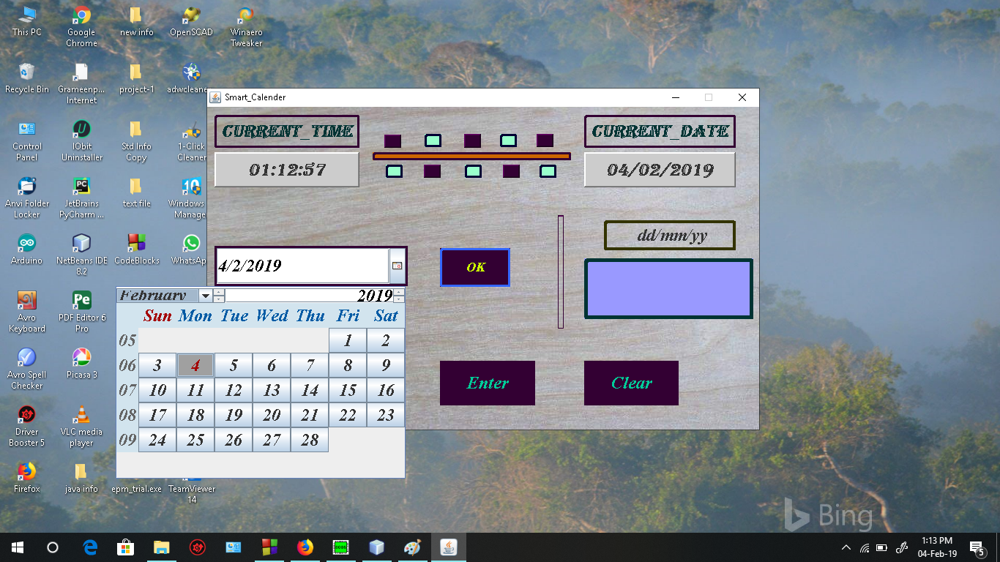 This PC
Google Chrome
new info
OpenSCAD
Winaero Tweaker
Recycle Bin
Grameenp... Internet
project-1
adwcleane
Control Panel
IObit Uninstaller
Std Info Copy
1-Click Cleaner
Anvi Folder Locker
JetBrains PyCharm ...
text file
Windows Manage
Arduino
NetBeans IDE 8.2
CodeBlocks
WhatsAp
Avro Keyboard
PDF Editor 6 Pro
Avro Spell Checker
Picasa 3
Driver Booster 5
VLC media player
Firefox
java info
epm_trial.exe
TeamViewer 14
Smart_Calender
CURRENT_TIME
CURRENT_DATE
01:12:57
04/02/2019
dd/mm/yy
4/2/2019
OK
February 2019
Sun Mon Tue Wed Thu Fri Sat
05 1 2
06 3 4 5 6 7 8 9
07 10 11 12 13 14 15 16
08 17 18 19 20 21 22 23
09 24 25 26 27 28
Enter
Clear
Bing
8086
1:13 PM
04-Feb-19
5